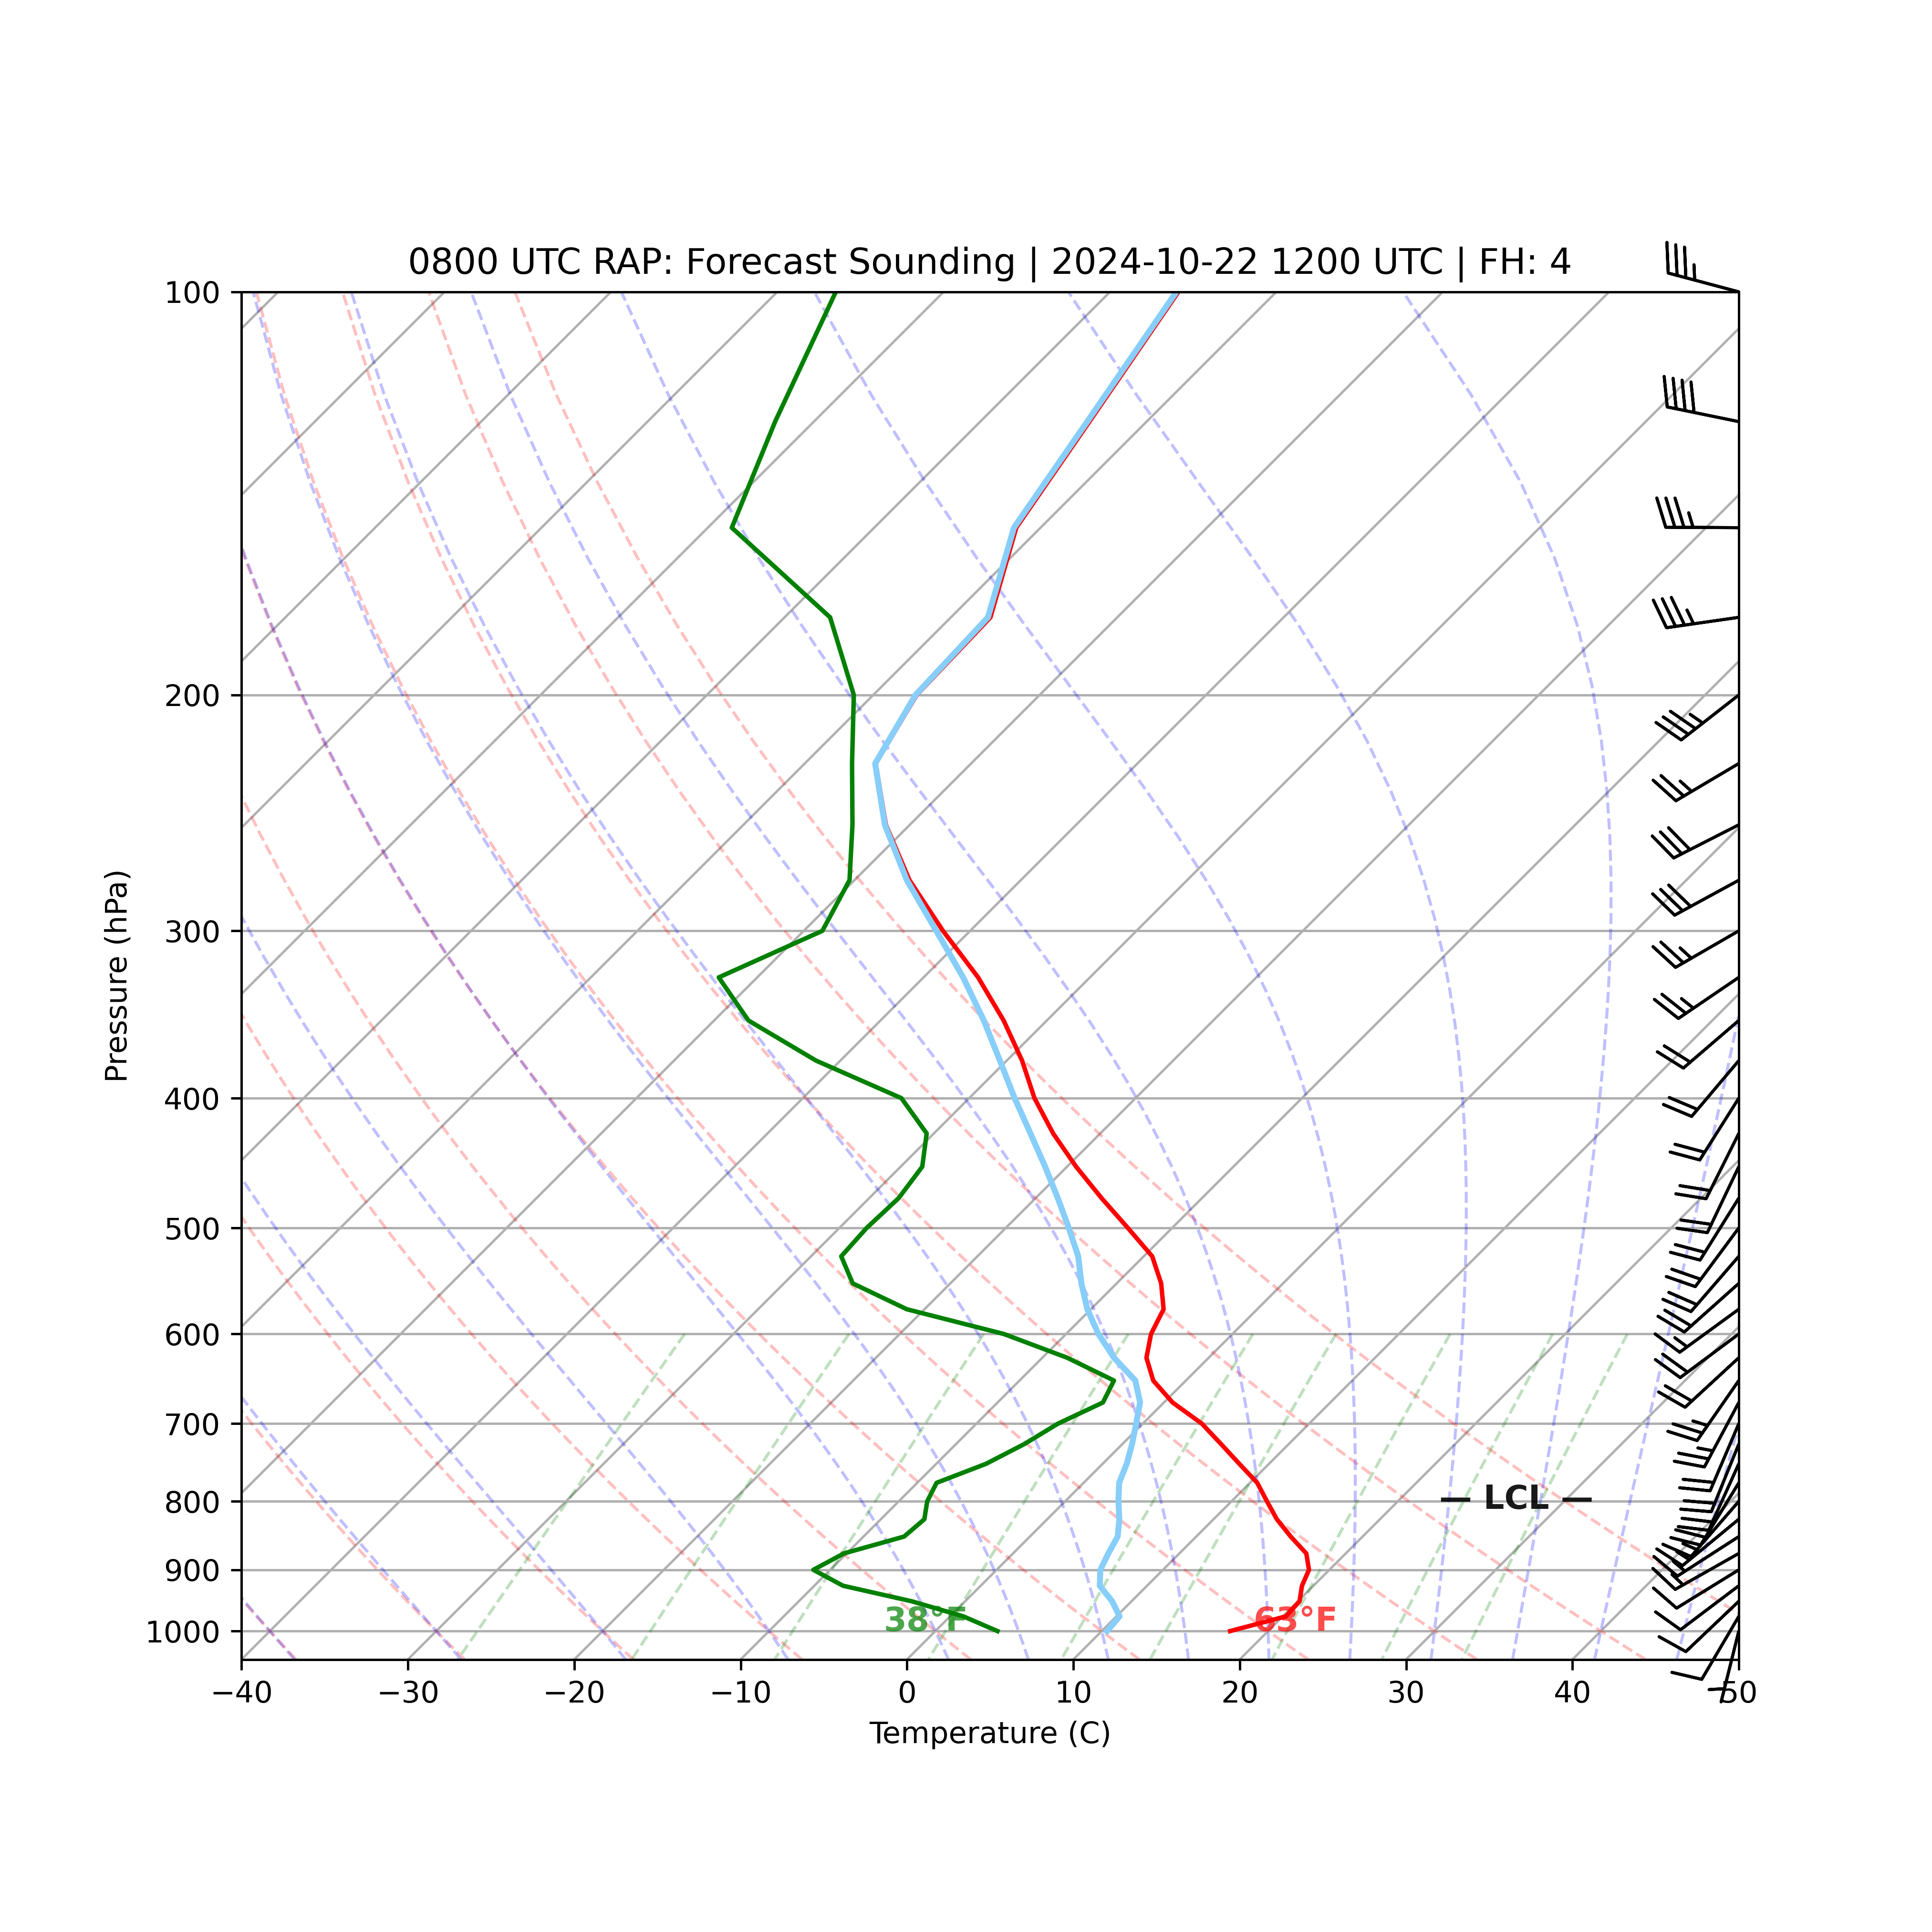 0800 UTC RAP: Forecast Sounding | 2024-10-22 1200 UTC | FH: 4
100
200
300
400
500
600
700
800
900
1000
Pressure (hPa)
— LCL —
38°F
63°F
−40 −30 −20 −10 0 10 20 30 40 50
Temperature (C)